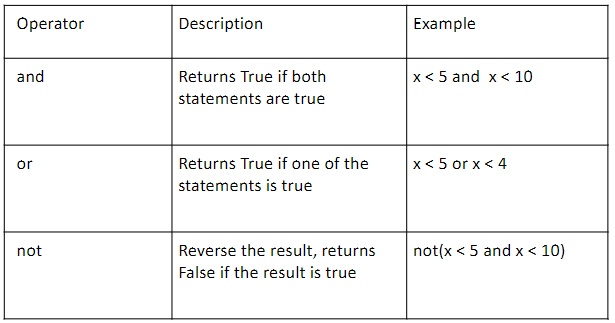 Operator Description Example
and Returns True if both x < 5 and  x < 10
statements are true
or Returns True if one of the x < 5 or x < 4
statements is true
not Reverse the result, returns not(x < 5 and x < 10)
False if the result is true